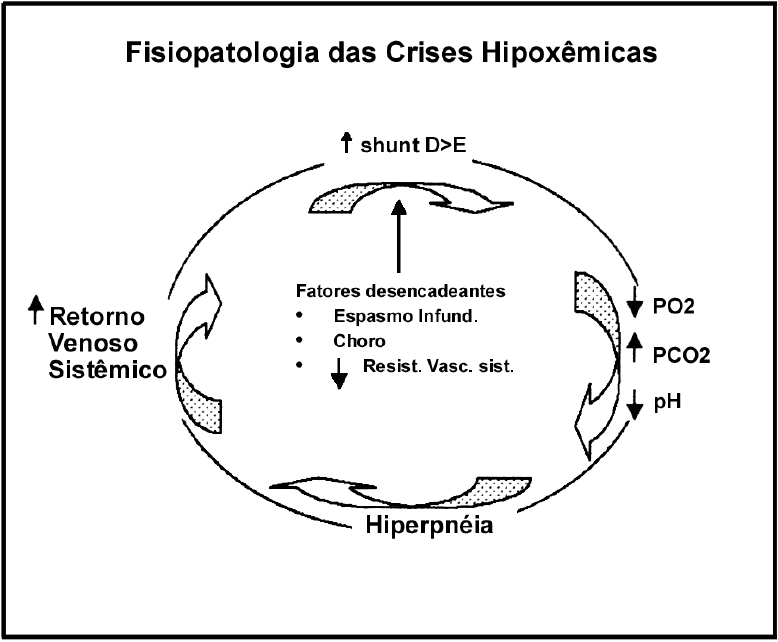 Fisiopatologia das Crises Hipoxêmicas
↑ shunt D>E
Fatores desencadeantes
• Espasmo Infund.
• Choro
• ↓ Resist. Vasc. sist.
↑ Retorno
Venoso
Sistêmico
↓ PO2
↑ PCO2
↓ pH
Hiperpnéia